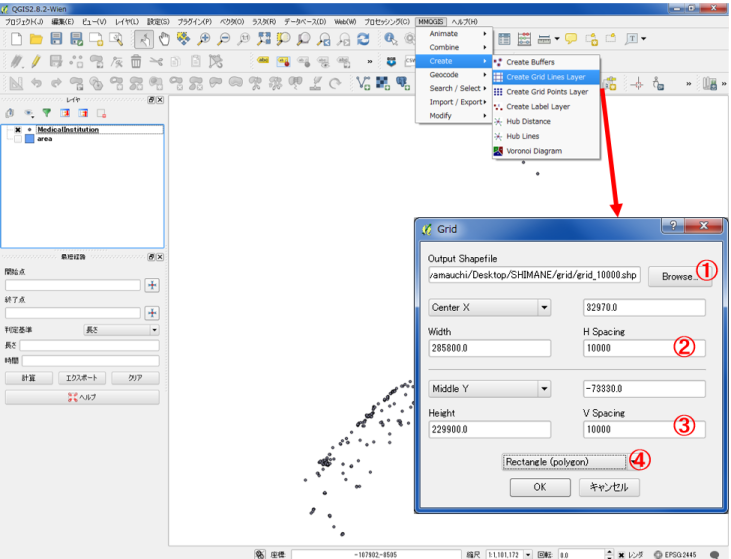 QGIS2.8.2-Wien
プロジェクト(J) 編集(E) ビュー(V) レイヤ(L) 設定(S) プラグイン(P) ベクタ(O) ラスタ(R) データベース(D) Web(W) プロセッシング(C) MMQGIS ヘルプ(H)
Animate
Combine
Create
Geocode
Search / Select
Import / Export
Modify
Create Buffers
Create Grid Lines Layer
Create Grid Points Layer
Create Label Layer
Hub Distance
Hub Lines
Voronoi Diagram
レイヤ
MedicalInstitution
area
最短経路
開始点
終了点
判定基準 長さ
長さ
時間
計算 エクスポート クリア
ヘルプ
Grid
Output Shapefile
/amauchi/Desktop/SHIMANE/grid/grid_10000.shp Browse... ①
Center X 32970.0
Width H Spacing
285800.0 10000 ②
Middle Y -73330.0
Height V Spacing
229900.0 10000 ③
Rectangle (polygon) ④
OK キャンセル
座標 -107902,-8585 縮尺 1:1,101,172 回転 0.0 レンダ EPSG:2445